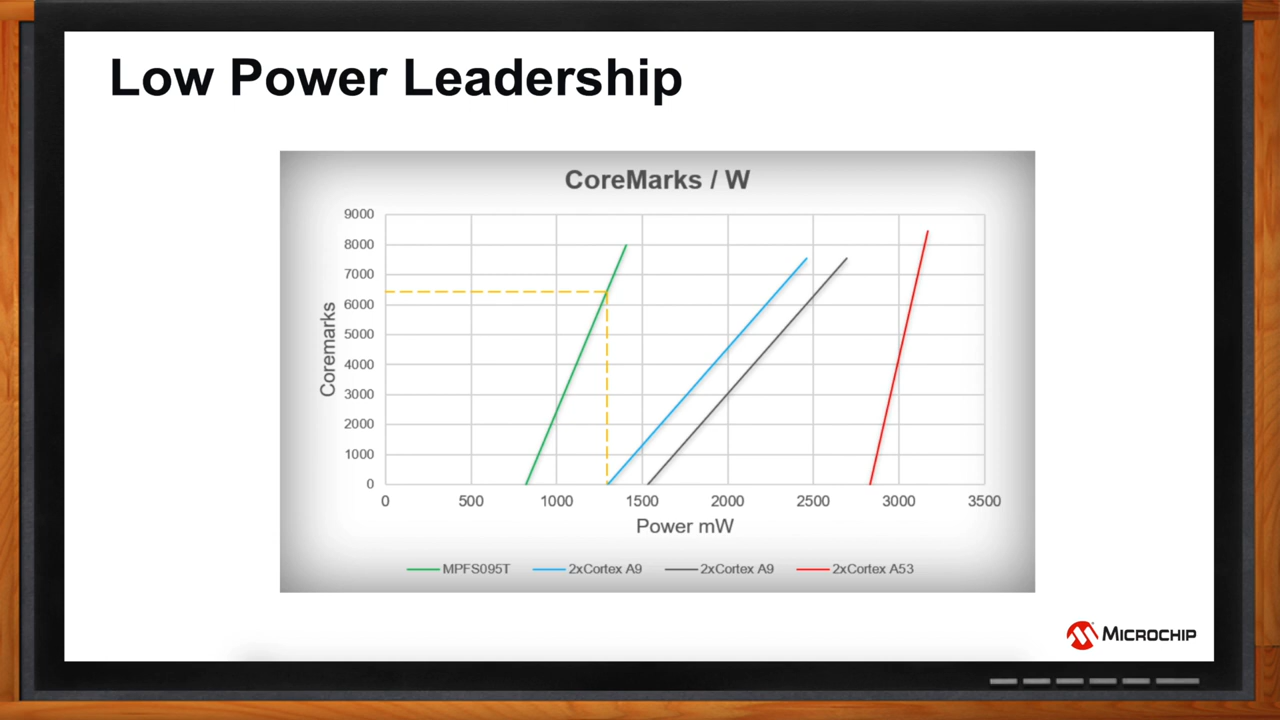 Low Power Leadership
CoreMarks / W
9000
8000
7000
6000
5000
4000
3000
2000
1000
0
Coremarks
0 500 1000 1500 2000 2500 3000 3500
Power mW
MPFS095T 2xCortex A9 2xCortex A9 2xCortex A53
MICROCHIP